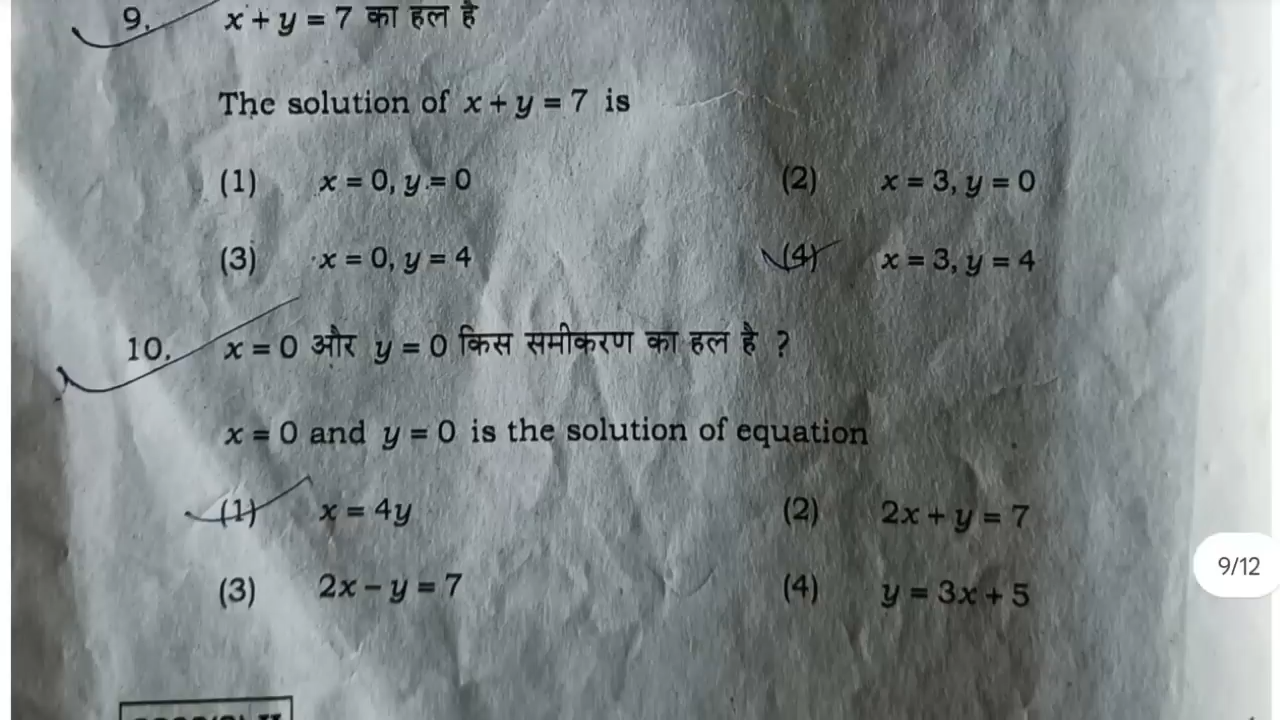 9. x + y = 7 का हल है
The solution of x + y = 7 is
(1) x = 0, y = 0 (2) x = 3, y = 0
(3) x = 0, y = 4 (4) x = 3, y = 4
10. x = 0 और y = 0 किस समीकरण का हल है ?
x = 0 and y = 0 is the solution of equation
(1) x = 4y (2) 2x + y = 7
9/12
(3) 2x – y = 7 (4) y = 3x + 5